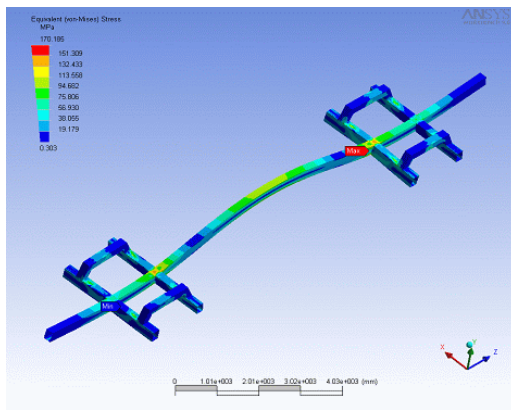 Equivalent (von-Mises) Stress
MPa
170.185
151.309
132.433
113.558
94.682
75.806
56.930
38.055
19.179
0.303
ANSYS
Max
Min
X
Y
Z
0
1.01e+003
2.01e+003
3.02e+003
4.03e+003 (mm)